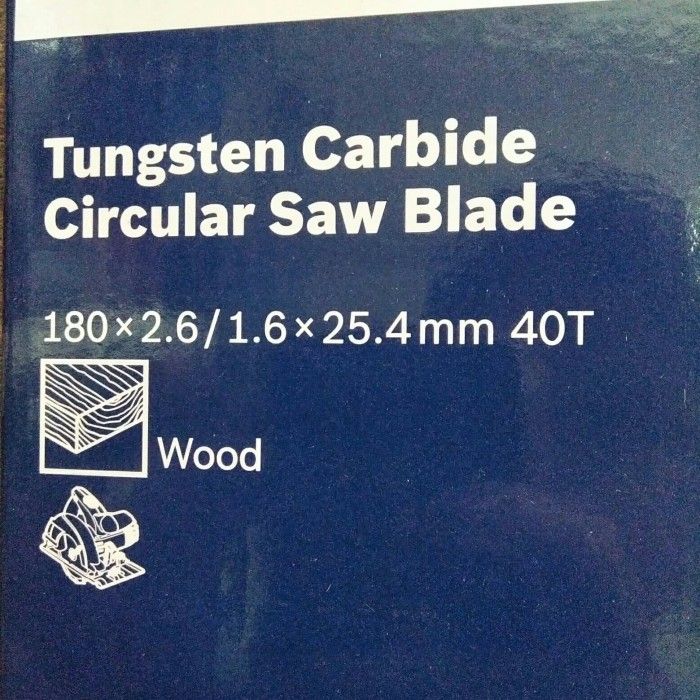 Tungsten Carbide
Circular Saw Blade
180×2.6/1.6×25.4mm 40T
Wood